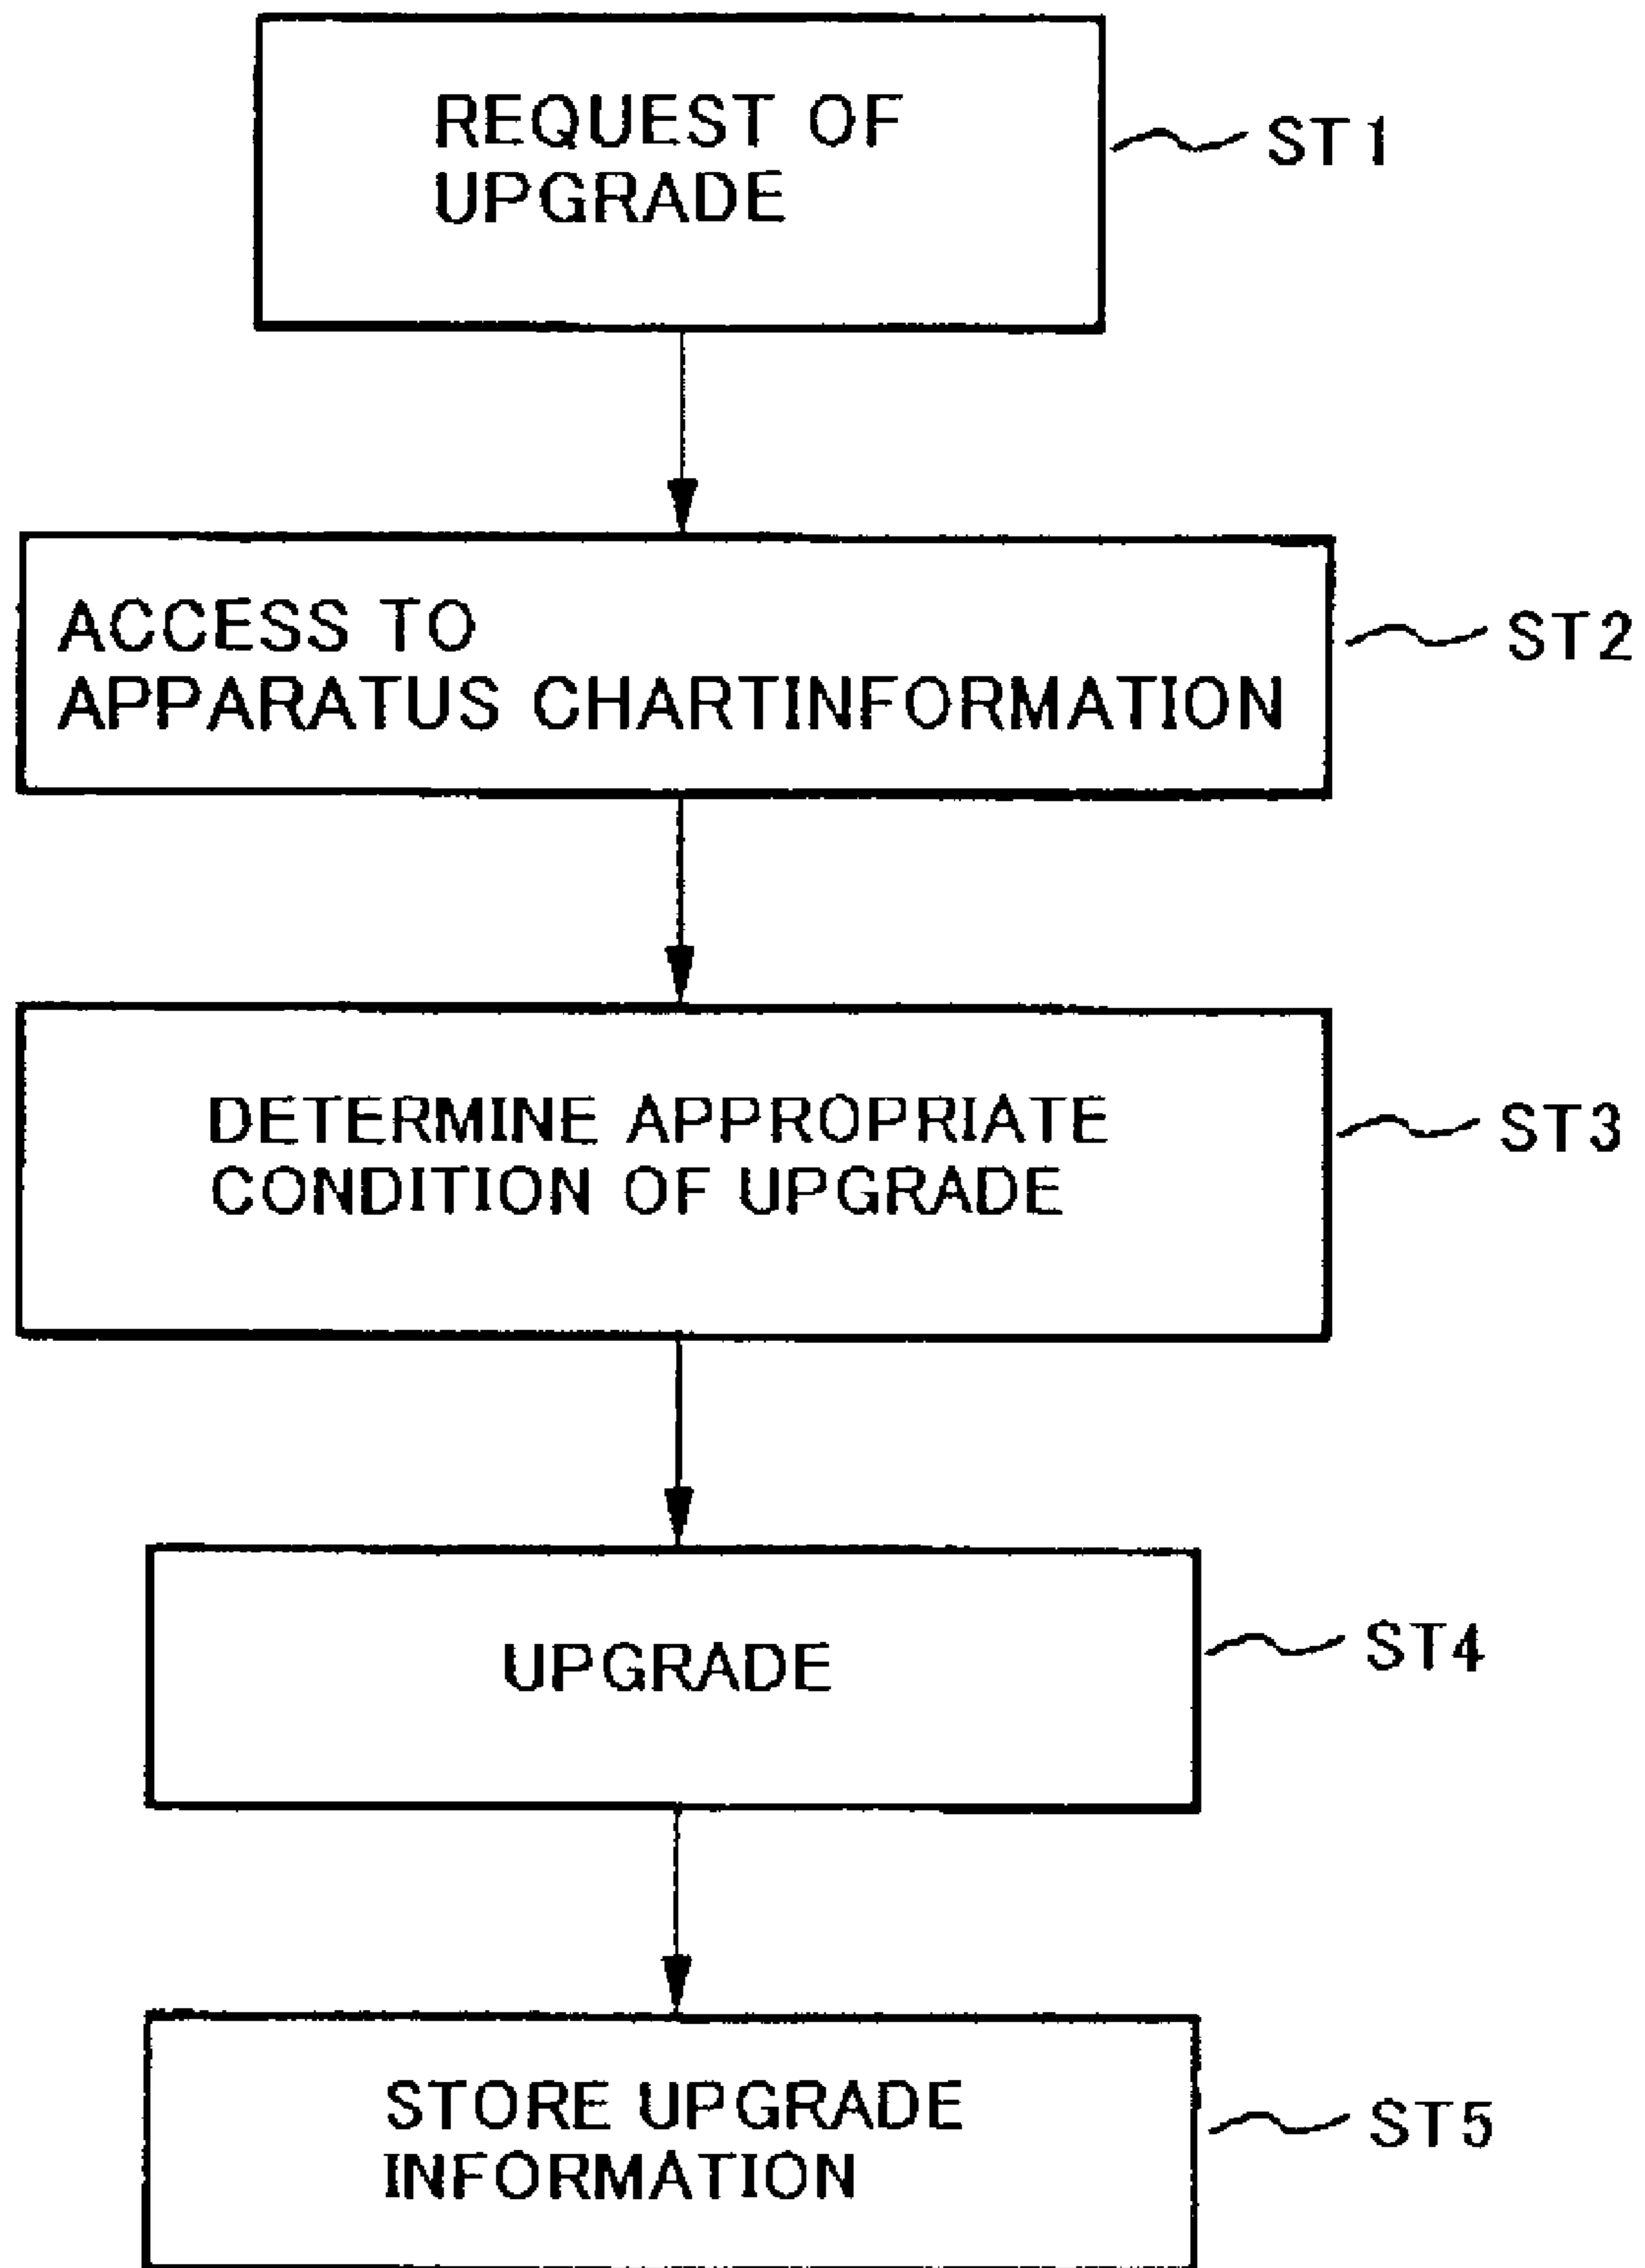 REQUEST OF
UPGRADE
ST1
ACCESS TO
APPARATUS CHARTINFORMATION
ST2
DETERMINE APPROPRIATE
CONDITION OF UPGRADE
ST3
UPGRADE
ST4
STORE UPGRADE
INFORMATION
ST5